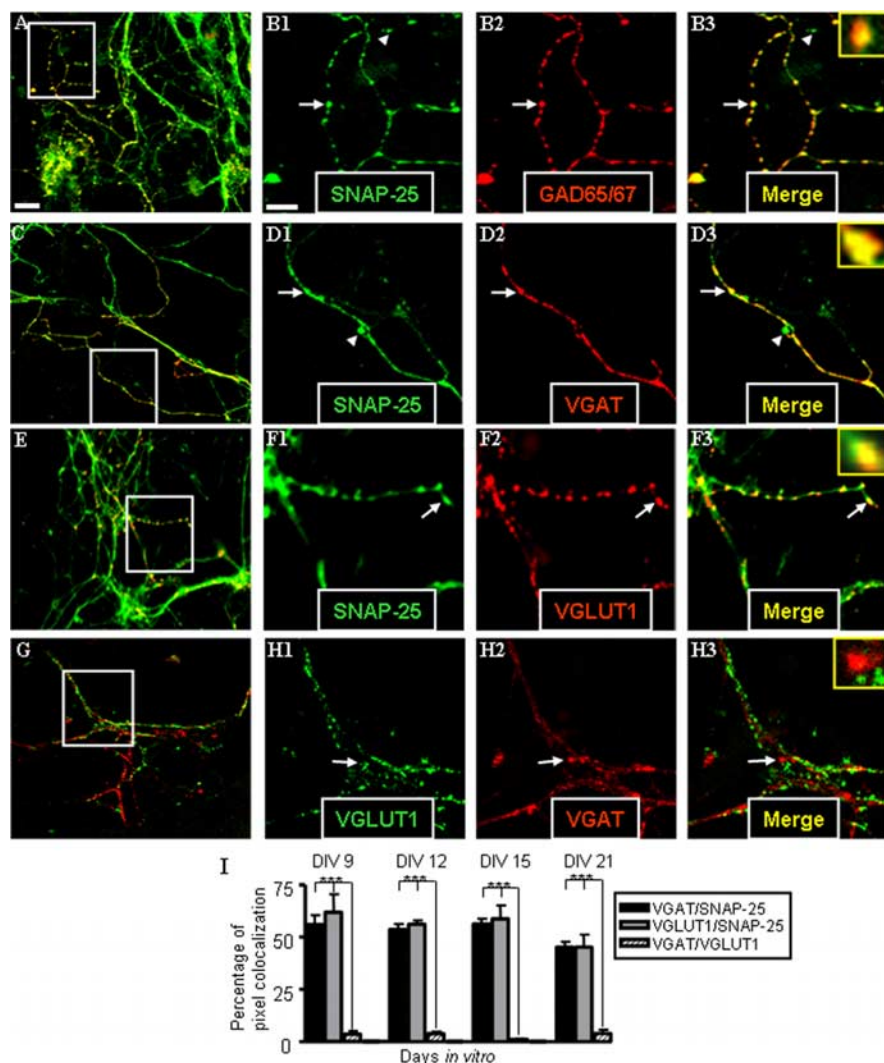 A B1 B2 B3
SNAP-25 GAD65/67 Merge
C D1 D2 D3
SNAP-25 VGAT Merge
E F1 F2 F3
SNAP-25 VGLUT1 Merge
G H1 H2 H3
VGLUT1 VGAT Merge
I DIV 9 DIV 12 DIV 15 DIV 21
*** *** *** ***
75
50
25
0
Percentage of
pixel colocalization
Days in vitro
VGAT/SNAP-25
VGLUT1/SNAP-25
VGAT/VGLUT1